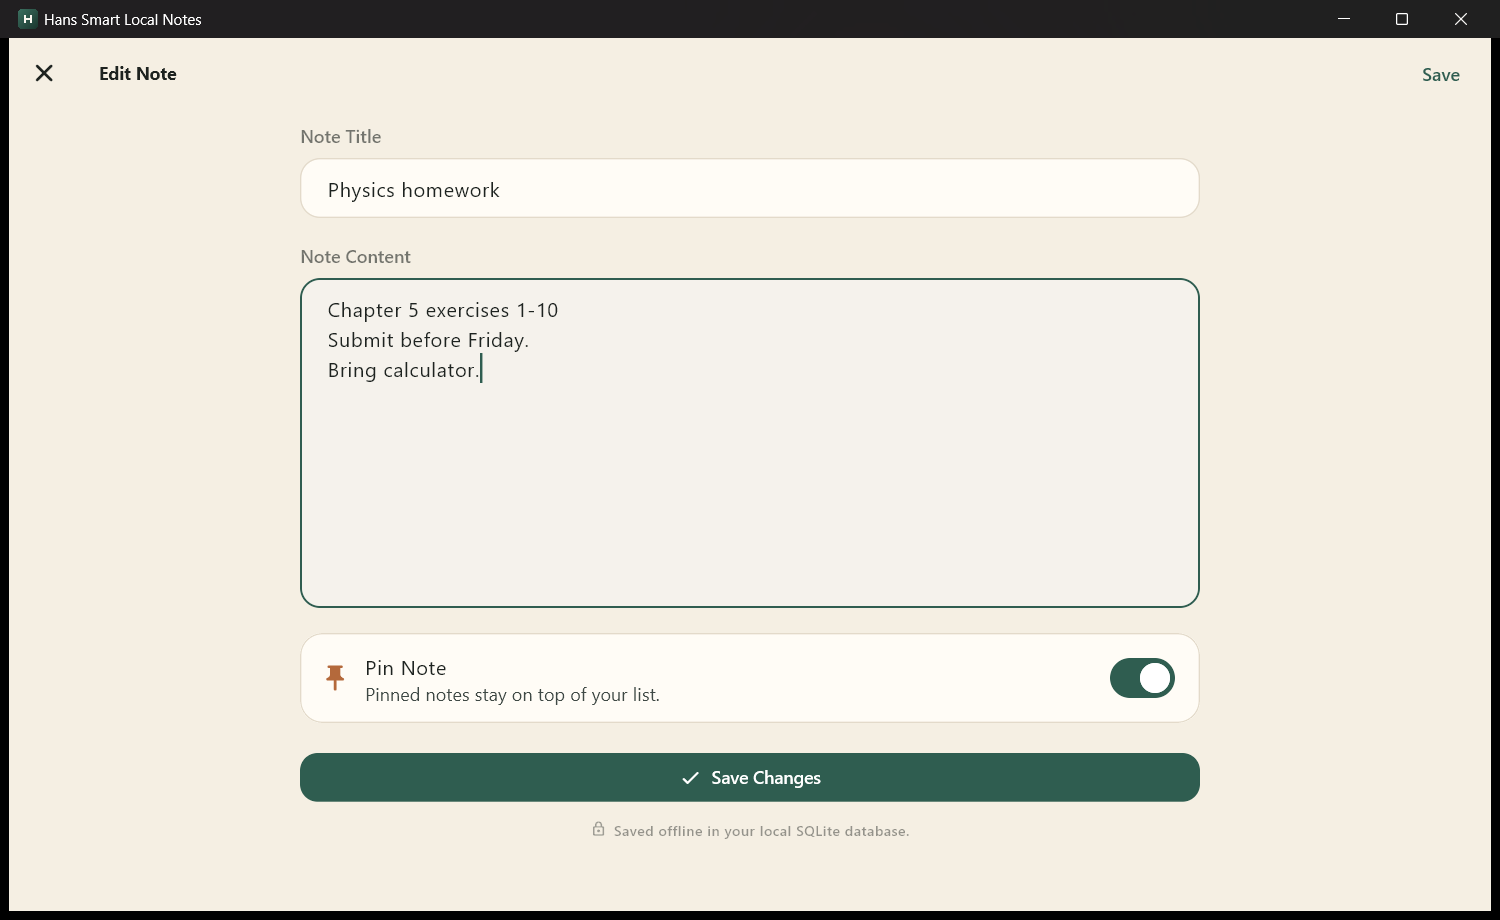 H Hans Smart Local Notes
Edit Note
Save
Note Title
Physics homework
Note Content
Chapter 5 exercises 1-10
Submit before Friday.
Bring calculator.
Pin Note
Pinned notes stay on top of your list.
Save Changes
Saved offline in your local SQLite database.